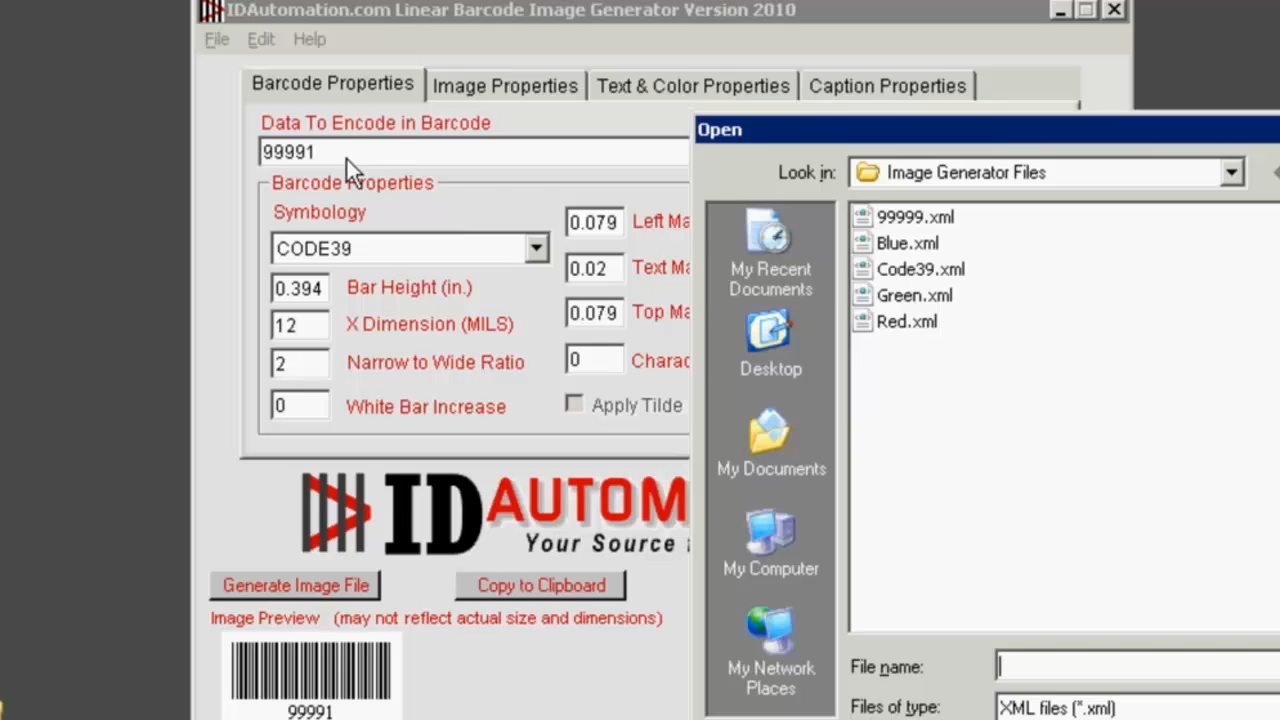 IDAutomation.com Linear Barcode Image Generator Version 2010
File Edit Help
Barcode Properties Image Properties Text & Color Properties Caption Properties
Data To Encode in Barcode
99991
Barcode Properties
Symbology
CODE39
0.394 Bar Height (in.)
12 X Dimension (MILS)
2 Narrow to Wide Ratio
0 White Bar Increase
0.079 Left Ma
0.02 Text Ma
0.079 Top Ma
0 Charac
Apply Tilde
IDAUTOM
Your Source
Generate Image File Copy to Clipboard
Image Preview (may not reflect actual size and dimensions)
99991
Open
Look in: Image Generator Files
My Recent
Documents
Desktop
My Documents
My Computer
My Network
Places
99999.xml
Blue.xml
Code39.xml
Green.xml
Red.xml
File name:
Files of type: XML files (*.xml)